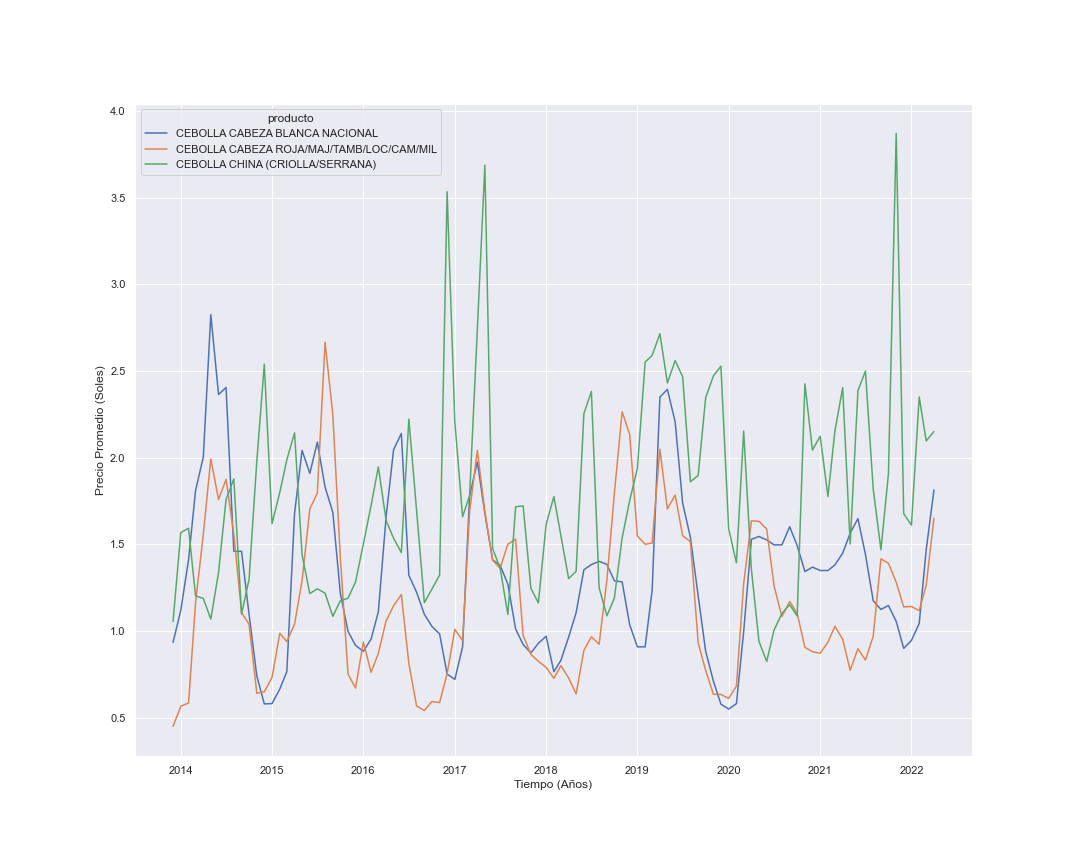 producto
CEBOLLA CABEZA BLANCA NACIONAL
CEBOLLA CABEZA ROJA/MAJ/TAMB/LOC/CAM/MIL
CEBOLLA CHINA (CRIOLLA/SERRANA)
4.0
3.5
3.0
2.5
2.0
1.5
1.0
0.5
Precio Promedio (Soles)
2014 2015 2016 2017 2018 2019 2020 2021 2022
Tiempo (Años)